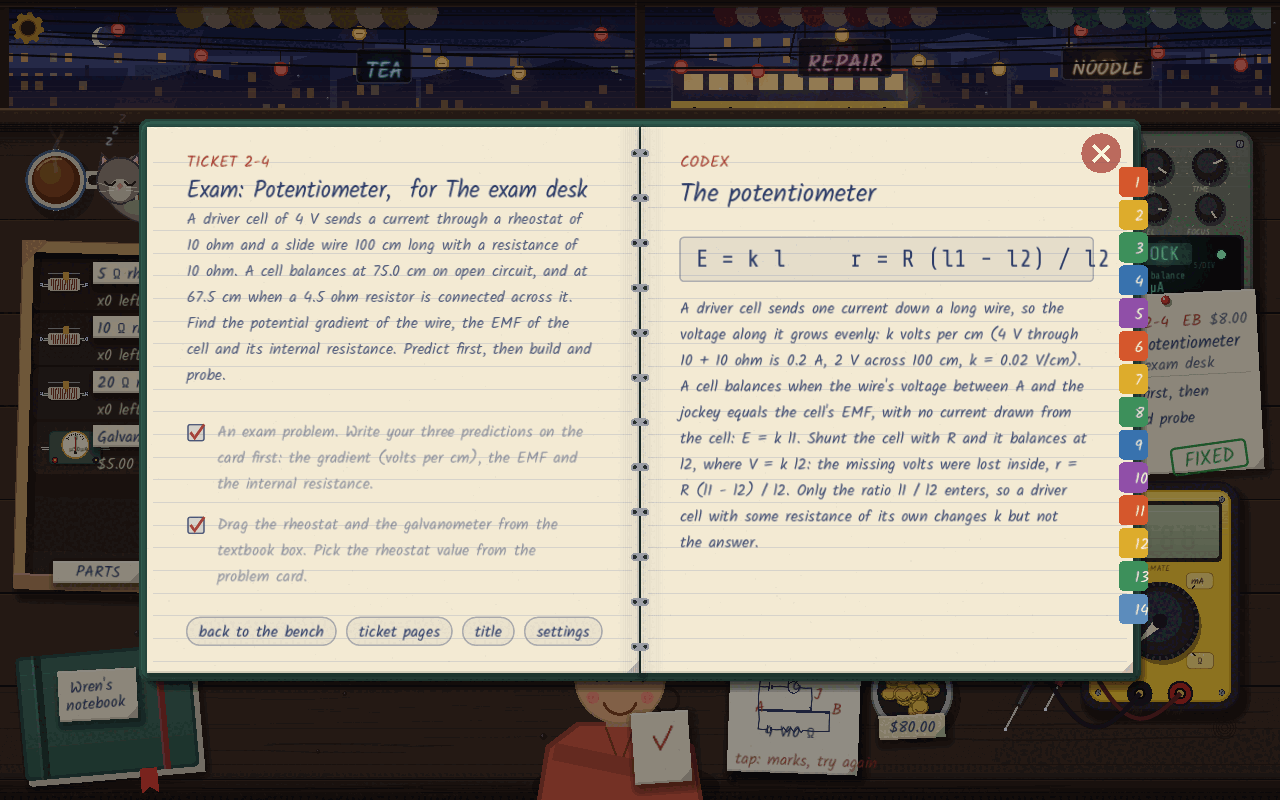 TEA
REPAIR
NOODLE
TICKET 2-4
Exam: Potentiometer, for The exam desk
A driver cell of 4 V sends a current through a rheostat of
10 ohm and a slide wire 100 cm long with a resistance of
10 ohm. A cell balances at 75.0 cm on open circuit, and at
67.5 cm when a 4.5 ohm resistor is connected across it.
Find the potential gradient of the wire, the EMF of the
cell and its internal resistance. Predict first, then build and
probe.
An exam problem. Write your three predictions on the
card first: the gradient (volts per cm), the EMF and
the internal resistance.
Drag the rheostat and the galvanometer from the
textbook box. Pick the rheostat value from the
problem card.
back to the bench
ticket pages
title
settings
CODEX
The potentiometer
E = k l r = R (l1 - l2) / l2
A driver cell sends one current down a long wire, so the
voltage along it grows evenly: k volts per cm (4 V through
10 + 10 ohm is 0.2 A, 2 V across 100 cm, k = 0.02 V/cm).
A cell balances when the wire's voltage between A and the
jockey equals the cell's EMF, with no current drawn from
the cell: E = k l1. Shunt the cell with R and it balances at
l2, where V = k l2: the missing volts were lost inside, r =
R (l1 - l2) / l2. Only the ratio l1 / l2 enters, so a driver
cell with some resistance of its own changes k but not
the answer.
1
2
3
4
5
6
7
8
9
10
11
12
13
14
z
z
z
5 Ω
x0 left
10 Ω
x0 left
20 Ω
x0 left
Galvan
$5.00
PARTS
Wren's
notebook
TIME
FOCUS
OCK
balance
µA
2-4 EB $8.00
otentiometer
exam desk
irst, then
d probe
FIXED
mA
Ω
J
A
B
tap: marks, try again
$80.00